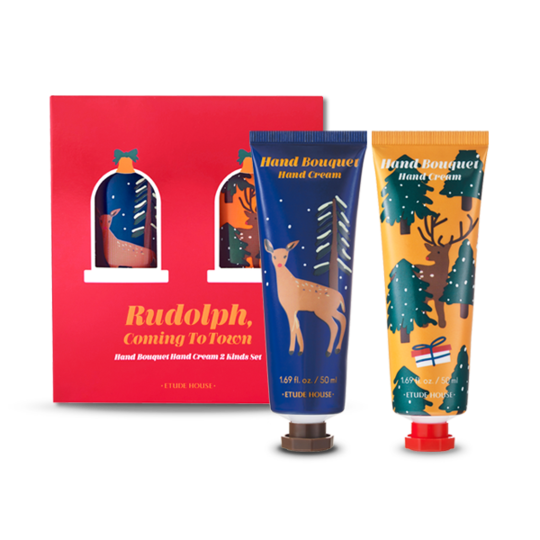 Rudolph,
Coming To Town
Hand Bouquet Hand Cream 2 Kinds Set
·ETUDE HOUSE·
Hand Bouquet
Hand Cream
1.69 fl. oz. / 50 ml
·ETUDE HOUSE·
Hand Bouquet
Hand Cream
1.69 fl. oz. / 50 ml
·ETUDE HOUSE·